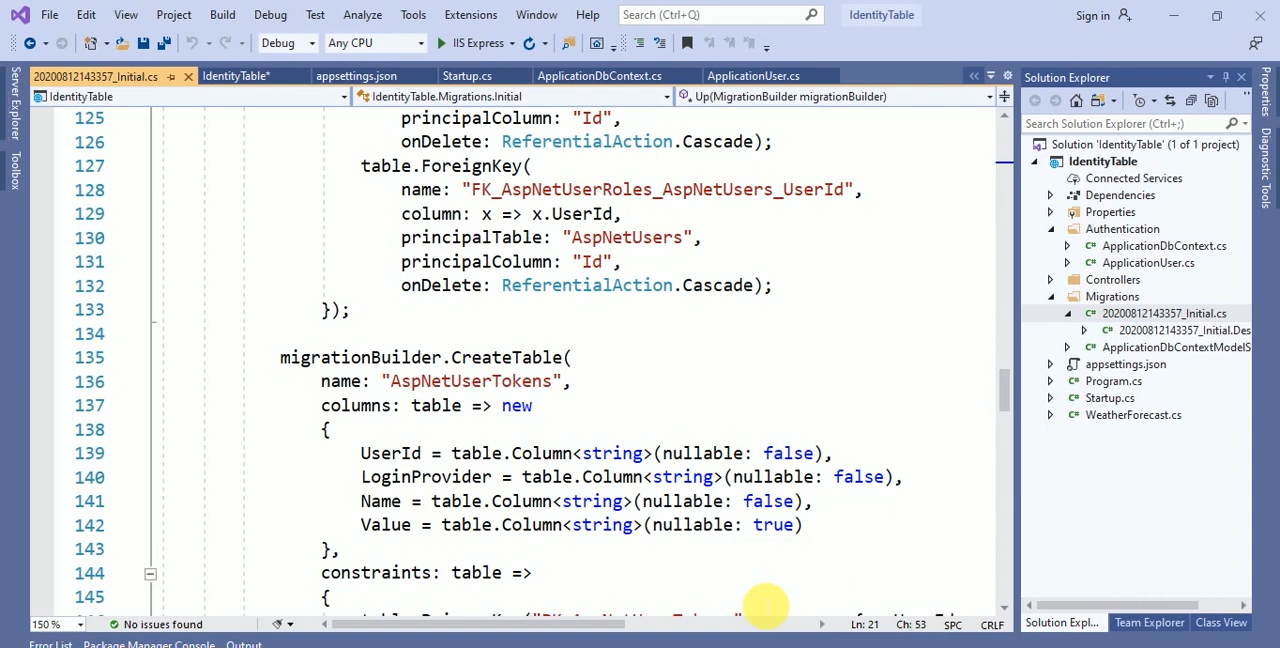 File Edit View Project Build Debug Test Analyze Tools Extensions Window Help Search (Ctrl+Q) IdentityTable Sign in
Debug Any CPU IIS Express
20200812143357_Initial.cs IdentityTable* appsettings.json Startup.cs ApplicationDbContext.cs ApplicationUser.cs
IdentityTable IdentityTable.Migrations.Initial Up(MigrationBuilder migrationBuilder)
Server Explorer
Toolbox
125 principalColumn: "Id",
126 onDelete: ReferentialAction.Cascade);
127 table.ForeignKey(
128 name: "FK_AspNetUserRoles_AspNetUsers_UserId",
129 column: x => x.UserId,
130 principalTable: "AspNetUsers",
131 principalColumn: "Id",
132 onDelete: ReferentialAction.Cascade);
133 });
134
135 migrationBuilder.CreateTable(
136 name: "AspNetUserTokens",
137 columns: table => new
138 {
139 UserId = table.Column<string>(nullable: false),
140 LoginProvider = table.Column<string>(nullable: false),
141 Name = table.Column<string>(nullable: false),
142 Value = table.Column<string>(nullable: true)
143 },
144 constraints: table =>
145 {
150 % No issues found Ln: 21 Ch: 53 SPC CRLF
Error List Package Manager Console Output
Solution Explorer
Search Solution Explorer (Ctrl+;)
Solution 'IdentityTable' (1 of 1 project)
IdentityTable
Connected Services
Dependencies
Properties
Authentication
ApplicationDbContext.cs
ApplicationUser.cs
Controllers
Migrations
20200812143357_Initial.cs
20200812143357_Initial.Des
ApplicationDbContextModelS
appsettings.json
Program.cs
Startup.cs
WeatherForecast.cs
Solution Expl... Team Explorer Class View
Properties
Diagnostic Tools